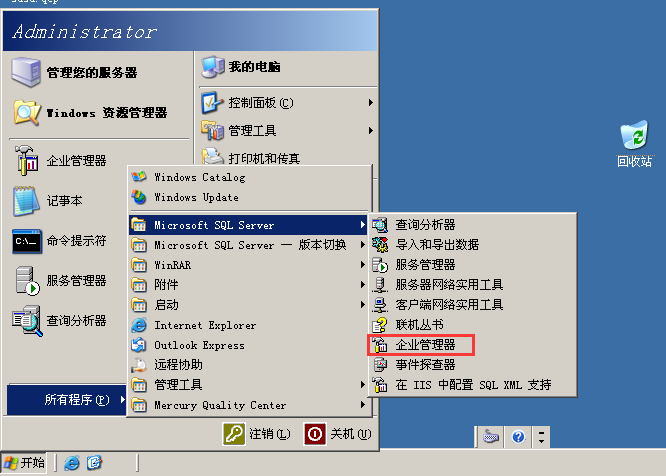 Administrator
管理您的服务器
Windows 资源管理器
企业管理器
记事本
命令提示符
服务管理器
查询分析器
所有程序(P)
我的电脑
控制面板(C)
管理工具
打印机和传真
Windows Catalog
Windows Update
Microsoft SQL Server
Microsoft SQL Server — 版本切换
WinRAR
附件
启动
Internet Explorer
Outlook Express
远程协助
管理工具
Mercury Quality Center
查询分析器
导入和导出数据
服务管理器
服务器网络实用工具
客户端网络实用工具
联机丛书
企业管理器
事件探查器
在 IIS 中配置 SQL XML 支持
注销(L)
关机(U)
回收站
开始
C:\_